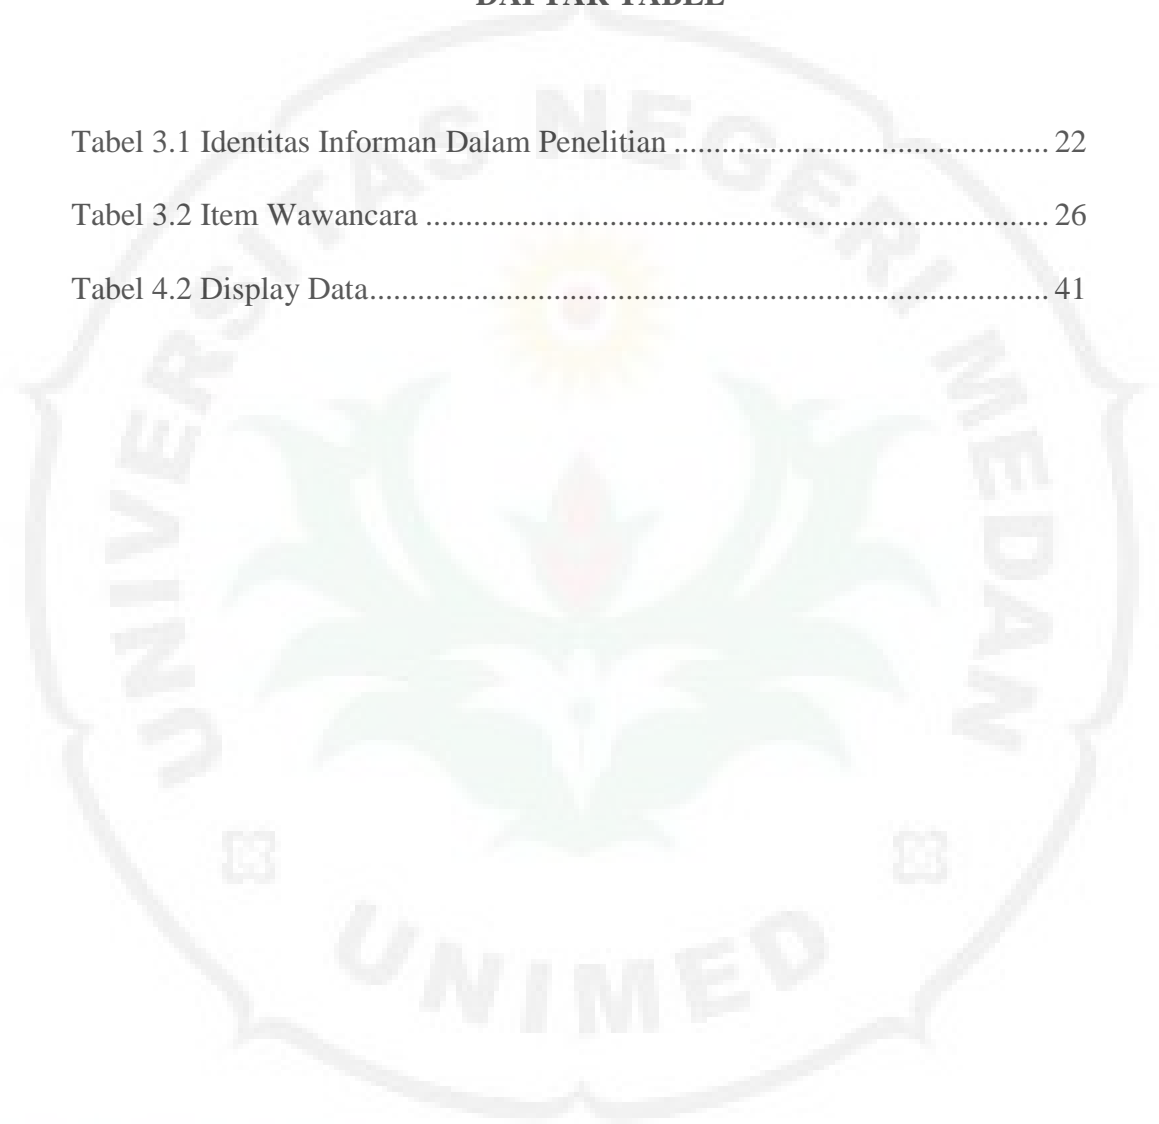 DAFTAR TABEL
Tabel 3.1 Identitas Informan Dalam Penelitian ............................................... 22
Tabel 3.2 Item Wawancara .............................................................................. 26
Tabel 4.2 Display Data..................................................................................... 41
UNIVERSITAS NEGERI MEDAN
UNIMED